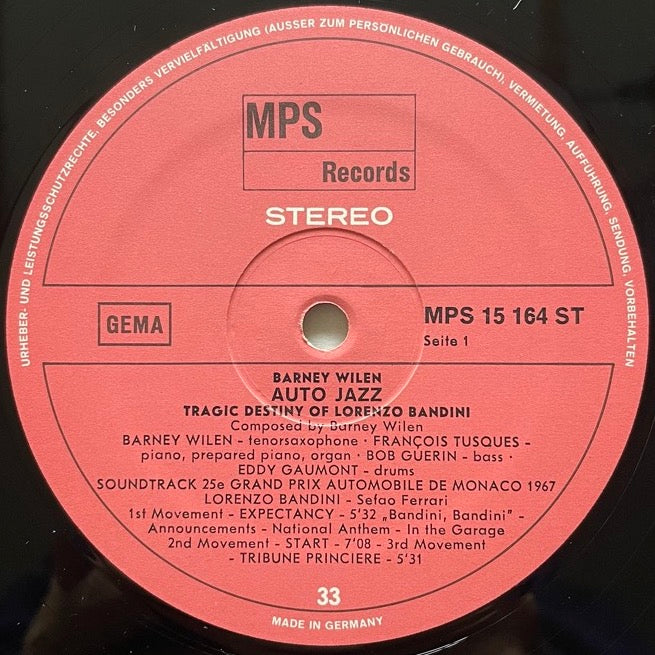 URHEBER- UND LEISTUNGSSCHUTZRECHTE, BESONDERS VERVIELFÄLTIGUNG (AUSSER ZUM PERSÖNLICHEN GEBRAUCH), VERMIETUNG, AUFFÜHRUNG, SENDUNG, VORBEHALTEN
MPS
Records
STEREO
GEMA
MPS 15 164 ST
Seite 1
BARNEY WILEN
AUTO JAZZ
TRAGIC DESTINY OF LORENZO BANDINI
Composed by Barney Wilen
BARNEY WILEN - tenorsaxophone · FRANÇOIS TUSQUES -
piano, prepared piano, organ · BOB GUERIN - bass ·
EDDY GAUMONT - drums
SOUNDTRACK 25e GRAND PRIX AUTOMOBILE DE MONACO 1967
LORENZO BANDINI - Sefao Ferrari
1st Movement - EXPECTANCY - 5'32 „Bandini, Bandini" -
Announcements - National Anthem - In the Garage
2nd Movement - START - 7'08 - 3rd Movement
- TRIBUNE PRINCIERE - 5'31
33
MADE IN GERMANY